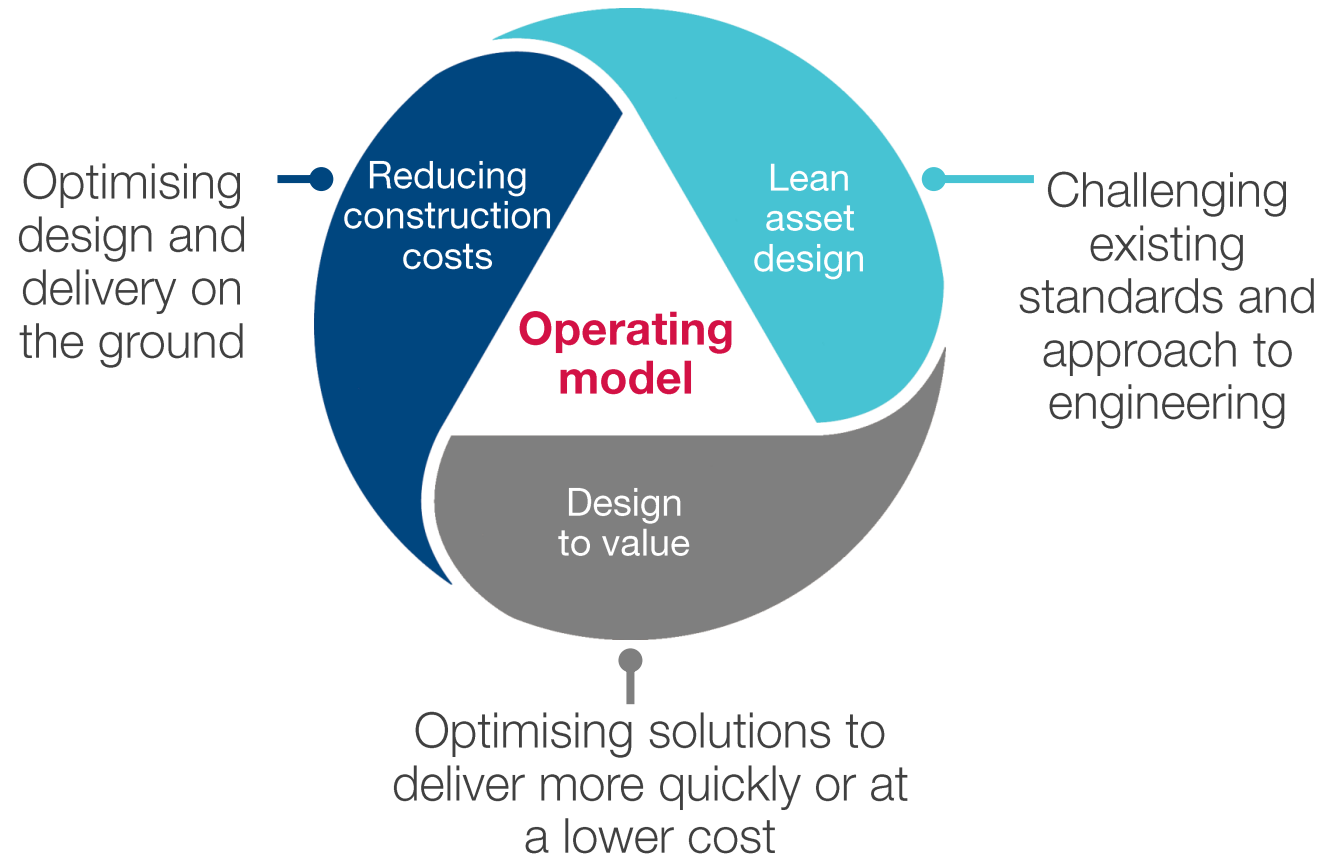 Optimising
design and
delivery on
the ground
Reducing
construction
costs
Lean
asset
design
Challenging
existing
standards and
approach to
engineering
Operating
model
Design
to value
Optimising solutions to
deliver more quickly or at
a lower cost